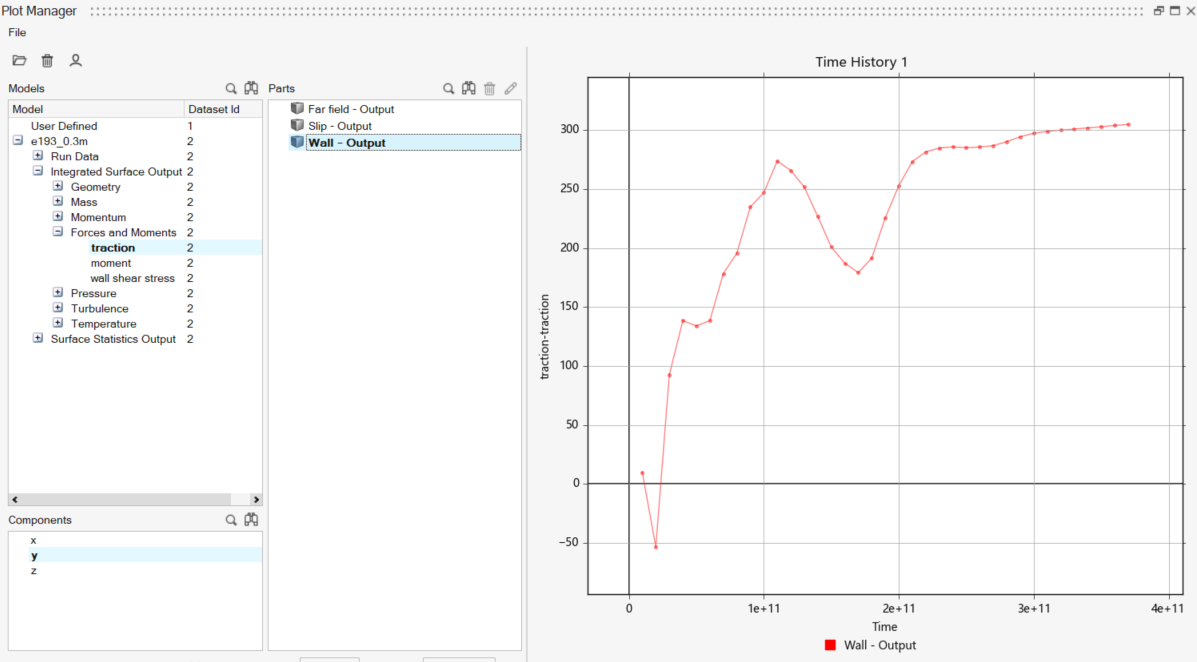 Plot Manager
File
Models
Model Dataset Id
User Defined 1
e193_0.3m 2
Run Data 2
Integrated Surface Output 2
Geometry 2
Mass 2
Momentum 2
Forces and Moments 2
traction 2
moment 2
wall shear stress 2
Pressure 2
Turbulence 2
Temperature 2
Surface Statistics Output 2
Components
x
y
z
Parts
Far field - Output
Slip - Output
Wall - Output
Time History 1
traction-traction
300
250
200
150
100
50
0
−50
0 1e+11 2e+11 3e+11 4e+11
Time
Wall - Output